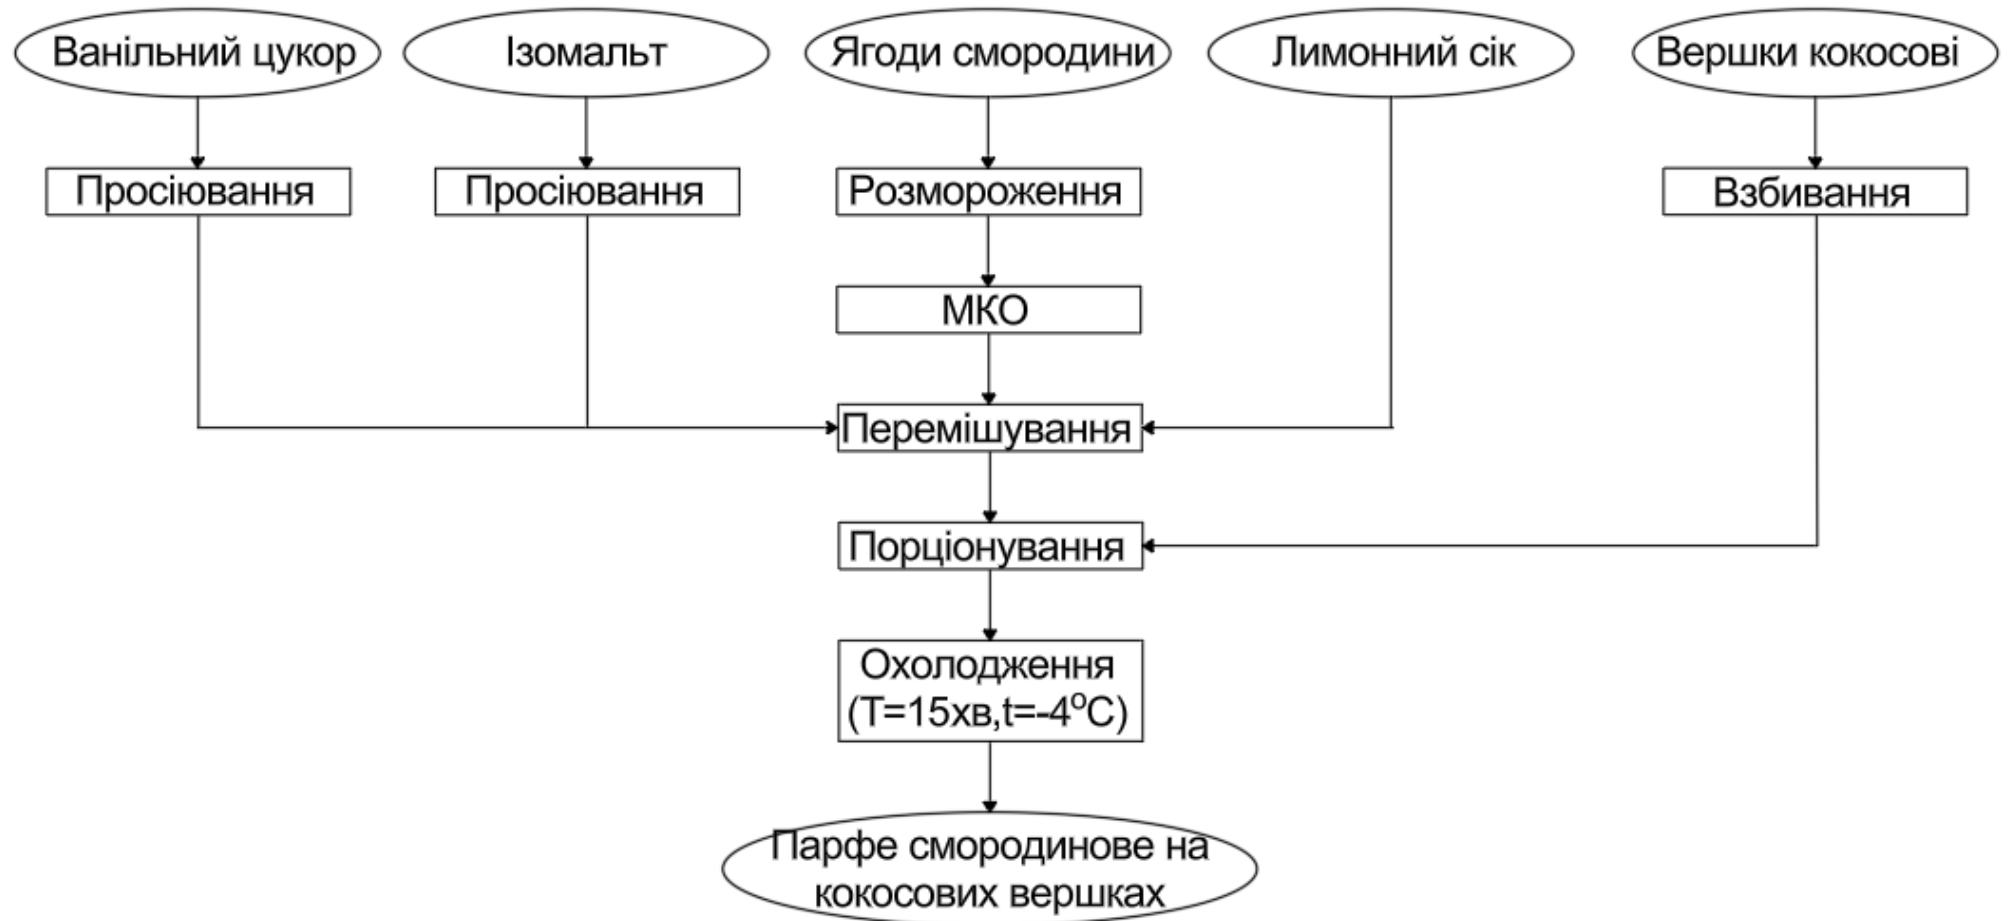 Ванільний цукор
Ізомальт
Ягоди смородини
Лимонний сік
Вершки кокосові
Просіювання
Просіювання
Розмороження
Взбивання
МКО
Перемішування
Порціонування
Охолодження
(T=15хв,t=-4°C)
Парфе смородинове на
кокосових вершках